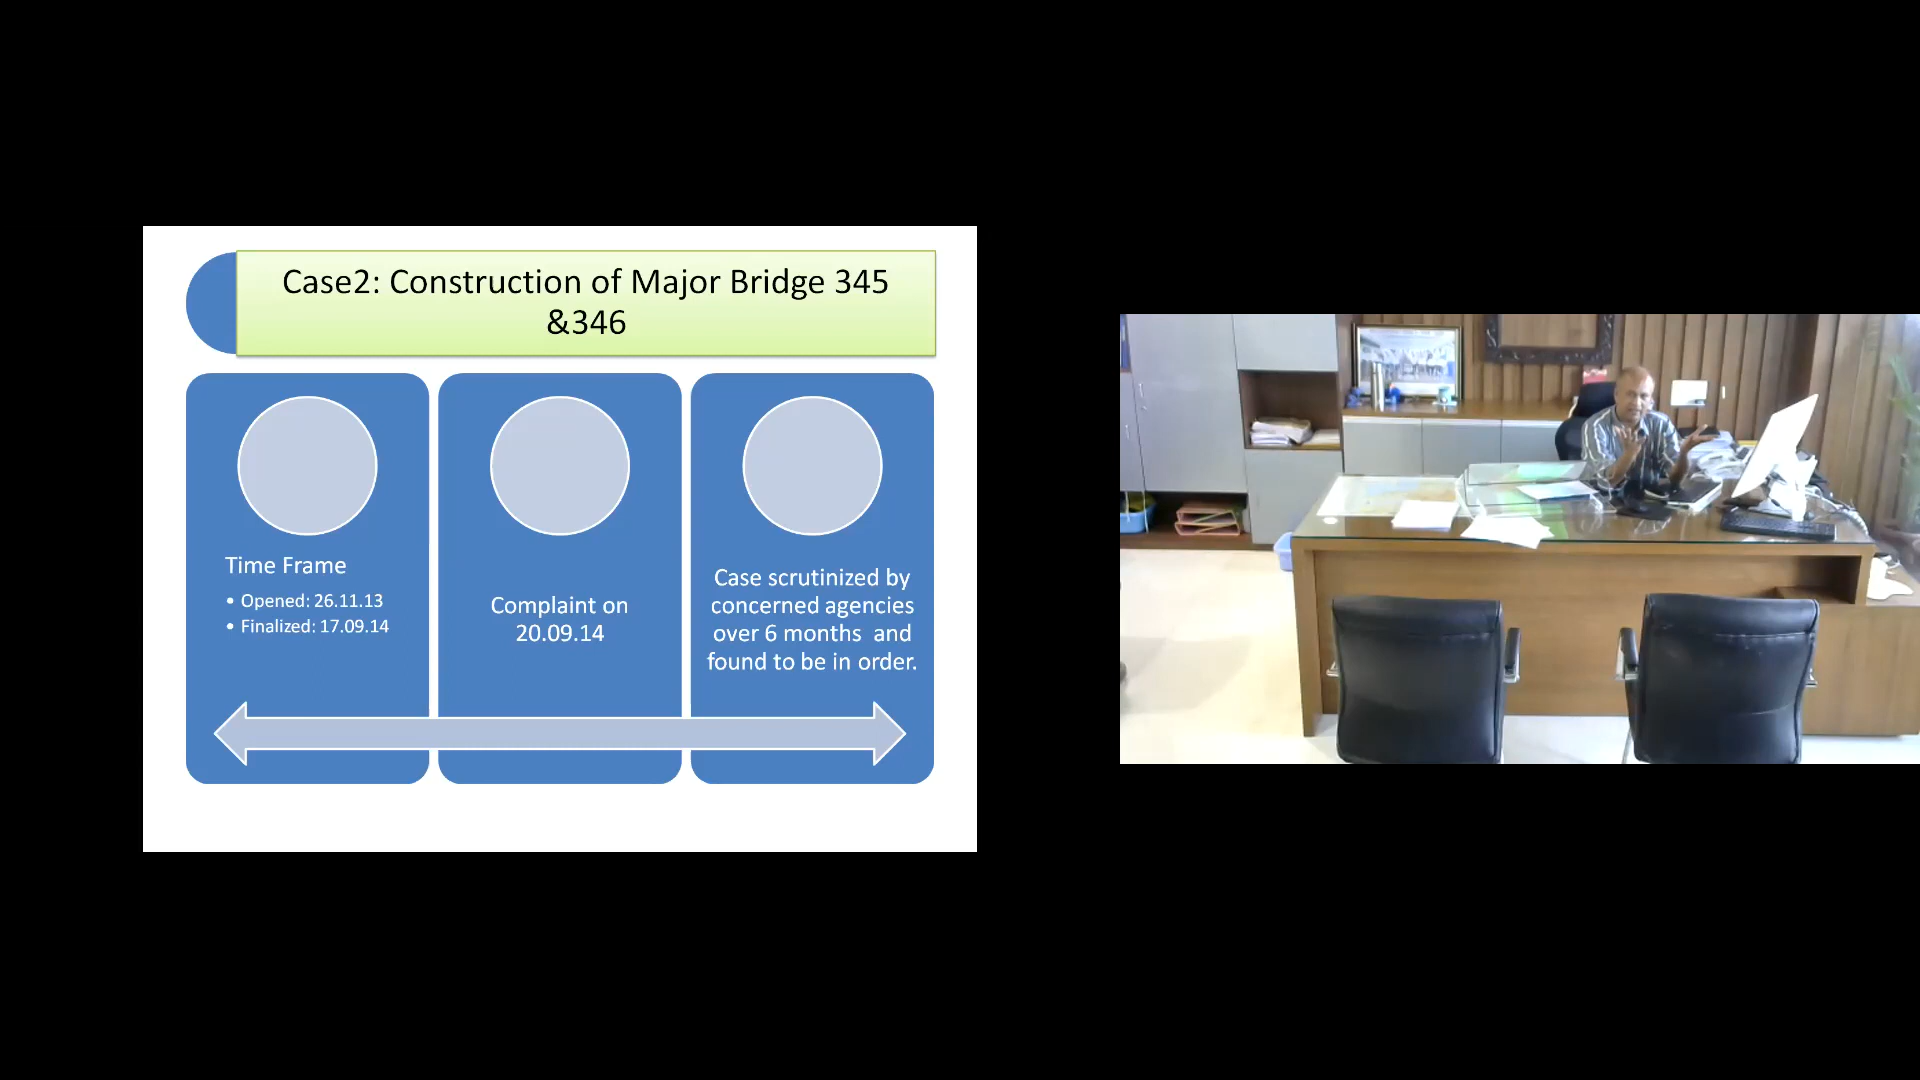 Case2: Construction of Major Bridge 345
&346
Time Frame
• Opened: 26.11.13
• Finalized: 17.09.14
Complaint on
20.09.14
Case scrutinized by
concerned agencies
over 6 months and
found to be in order.